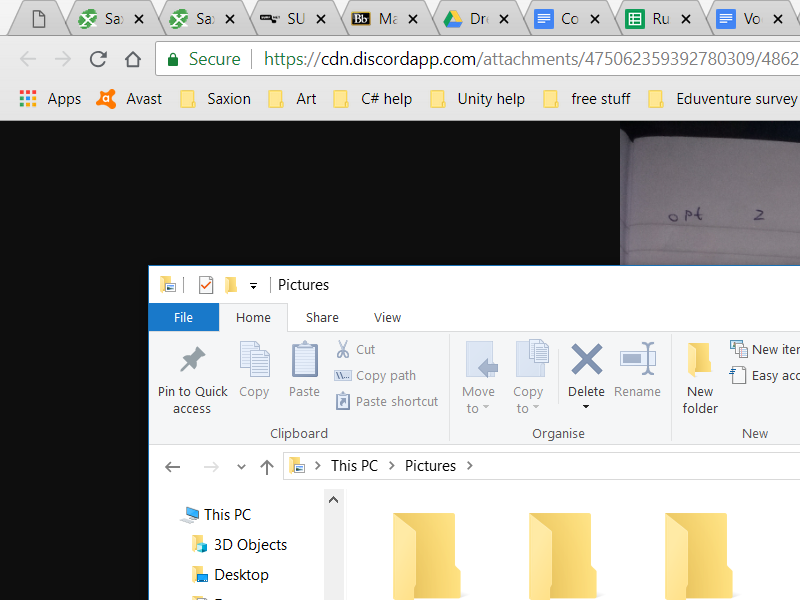 Sa Sa SU Bb Ma Dr Co Ru Vo
Secure https://cdn.discordapp.com/attachments/475062359392780309/4862
Apps a Avast Saxion Art C# help Unity help free stuff Eduventure survey
opt 2
Pictures
File Home Share View
Pin to Quick access
Copy
Paste
Cut
Copy path
Paste shortcut
Clipboard
Move to
Copy to
Delete
Rename
Organise
New folder
New iter
Easy acc
New
This PC Pictures
This PC
3D Objects
Desktop